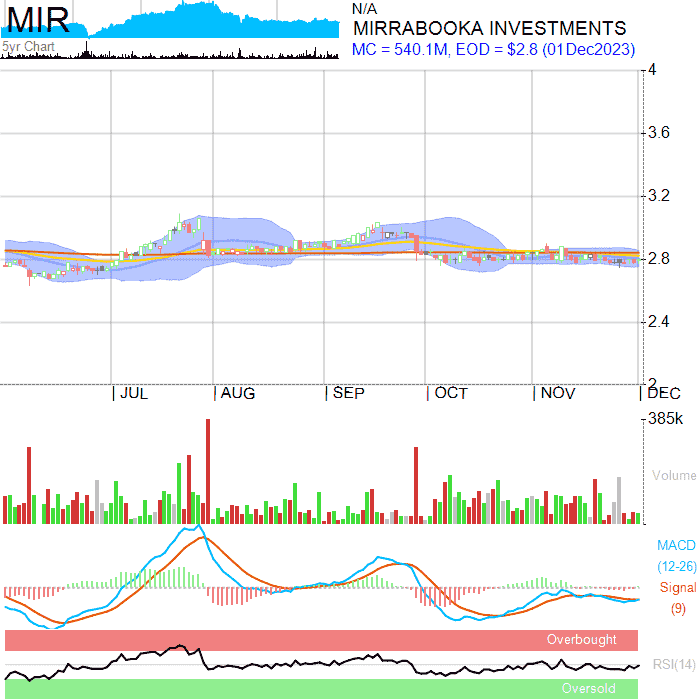 MIR
5yr Chart
N/A
MIRRABOOKA INVESTMENTS
MC = 540.1M, EOD = $2.8 (01Dec2023)
4
3.6
3.2
2.8
2.4
2
JUL AUG SEP OCT NOV DEC
385k
Volume
MACD
(12-26)
Signal
(9)
Overbought
RSI(14)
Oversold